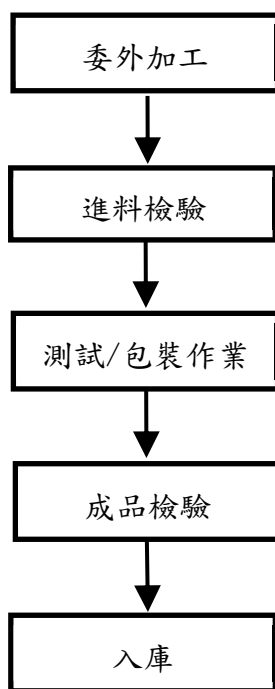 委外加工
進料檢驗
測試/包裝作業
成品檢驗
入庫